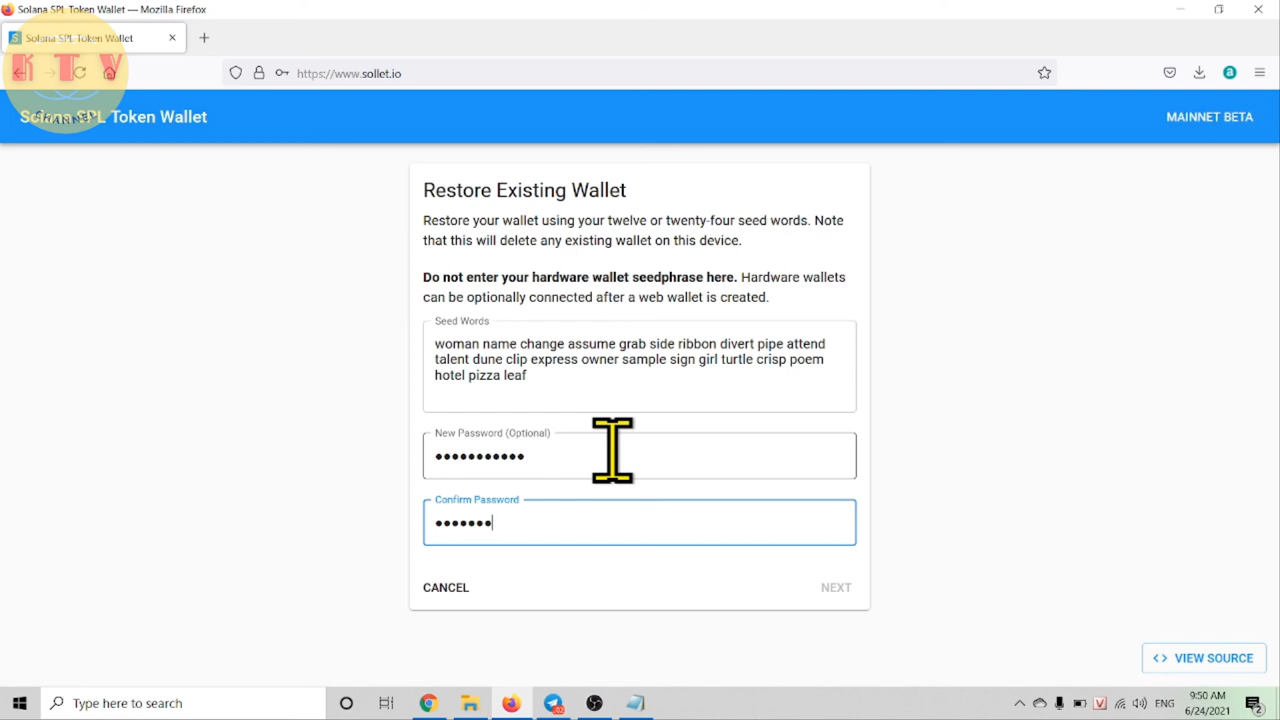 Solana SPL Token Wallet — Mozilla Firefox
Solana SPL Token Wallet
KTV
CHANNEL
https://www.sollet.io
Solana SPL Token Wallet
MAINNET BETA
Restore Existing Wallet
Restore your wallet using your twelve or twenty-four seed words. Note
that this will delete any existing wallet on this device.
Do not enter your hardware wallet seedphrase here. Hardware wallets
can be optionally connected after a web wallet is created.
Seed Words
woman name change assume grab side ribbon divert pipe attend
talent dune clip express owner sample sign girl turtle crisp poem
hotel pizza leaf
New Password (Optional)
Confirm Password
CANCEL
NEXT
<> VIEW SOURCE
Type here to search
ENG
9:50 AM
6/24/2021